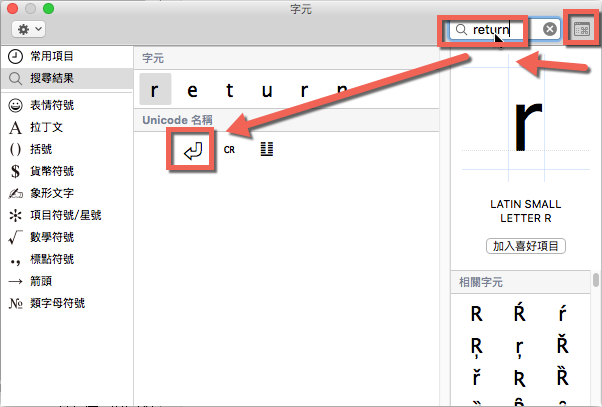 字元
return
常用項目
搜尋結果
表情符號
A 拉丁文
() 括號
$ 貨幣符號
象形文字
項目符號/星號
√ 數學符號
., 標點符號
→ 箭頭
№ 類字母符號
字元
r e t u r n
Unicode 名稱
⏎ CR
r
LATIN SMALL
LETTER R
加入喜好項目
相關字元
R Ŕ ŕ
Ŗ ŗ Ř
ř Ʀ Ȑ